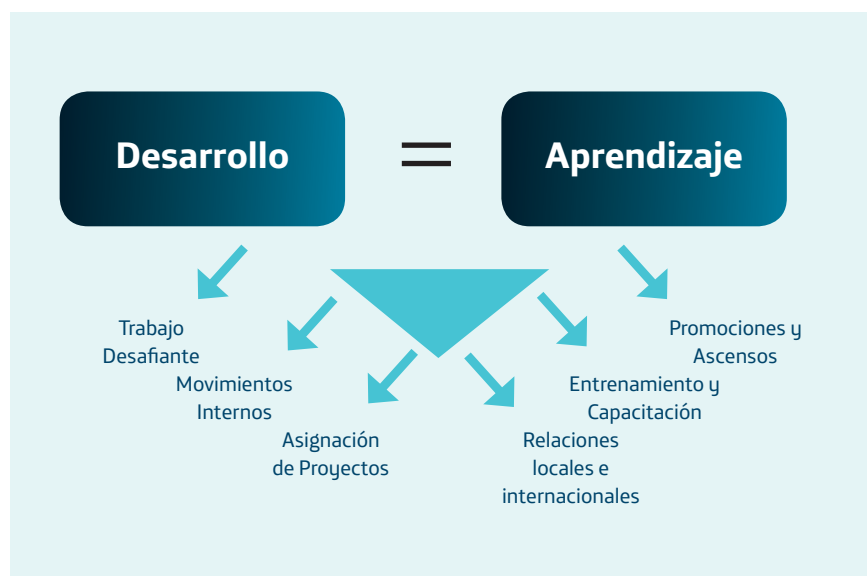 Desarrollo
=
Aprendizaje
Trabajo
Desafiante
Movimientos
Internos
Asignación
de Proyectos
Relaciones
locales e
internacionales
Entrenamiento y
Capacitación
Promociones y
Ascensos